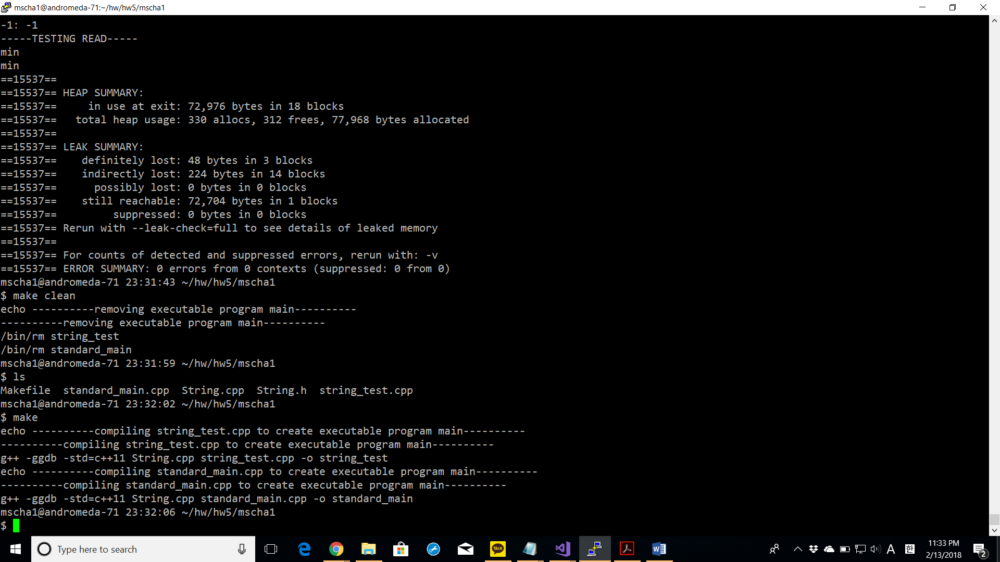 mscha1@andromeda-71:~/hw/hw5/mscha1
-1: -1
-----TESTING READ-----
min
min
==15537==
==15537== HEAP SUMMARY:
==15537==     in use at exit: 72,976 bytes in 18 blocks
==15537==   total heap usage: 330 allocs, 312 frees, 77,968 bytes allocated
==15537==
==15537== LEAK SUMMARY:
==15537==    definitely lost: 48 bytes in 3 blocks
==15537==    indirectly lost: 224 bytes in 14 blocks
==15537==      possibly lost: 0 bytes in 0 blocks
==15537==    still reachable: 72,704 bytes in 1 blocks
==15537==         suppressed: 0 bytes in 0 blocks
==15537== Rerun with --leak-check=full to see details of leaked memory
==15537==
==15537== For counts of detected and suppressed errors, rerun with: -v
==15537== ERROR SUMMARY: 0 errors from 0 contexts (suppressed: 0 from 0)
mscha1@andromeda-71 23:31:43 ~/hw/hw5/mscha1
$ make clean
echo ----------removing executable program main----------
----------removing executable program main----------
/bin/rm string_test
/bin/rm standard_main
mscha1@andromeda-71 23:31:59 ~/hw/hw5/mscha1
$ ls
Makefile  standard_main.cpp  String.cpp  String.h  string_test.cpp
mscha1@andromeda-71 23:32:02 ~/hw/hw5/mscha1
$ make
echo ----------compiling string_test.cpp to create executable program main----------
----------compiling string_test.cpp to create executable program main----------
g++ -ggdb -std=c++11 String.cpp string_test.cpp -o string_test
echo ----------compiling standard_main.cpp to create executable program main----------
----------compiling standard_main.cpp to create executable program main----------
g++ -ggdb -std=c++11 String.cpp standard_main.cpp -o standard_main
mscha1@andromeda-71 23:32:06 ~/hw/hw5/mscha1
$
Type here to search
TALK
A 한
11:33 PM
2/13/2018
2